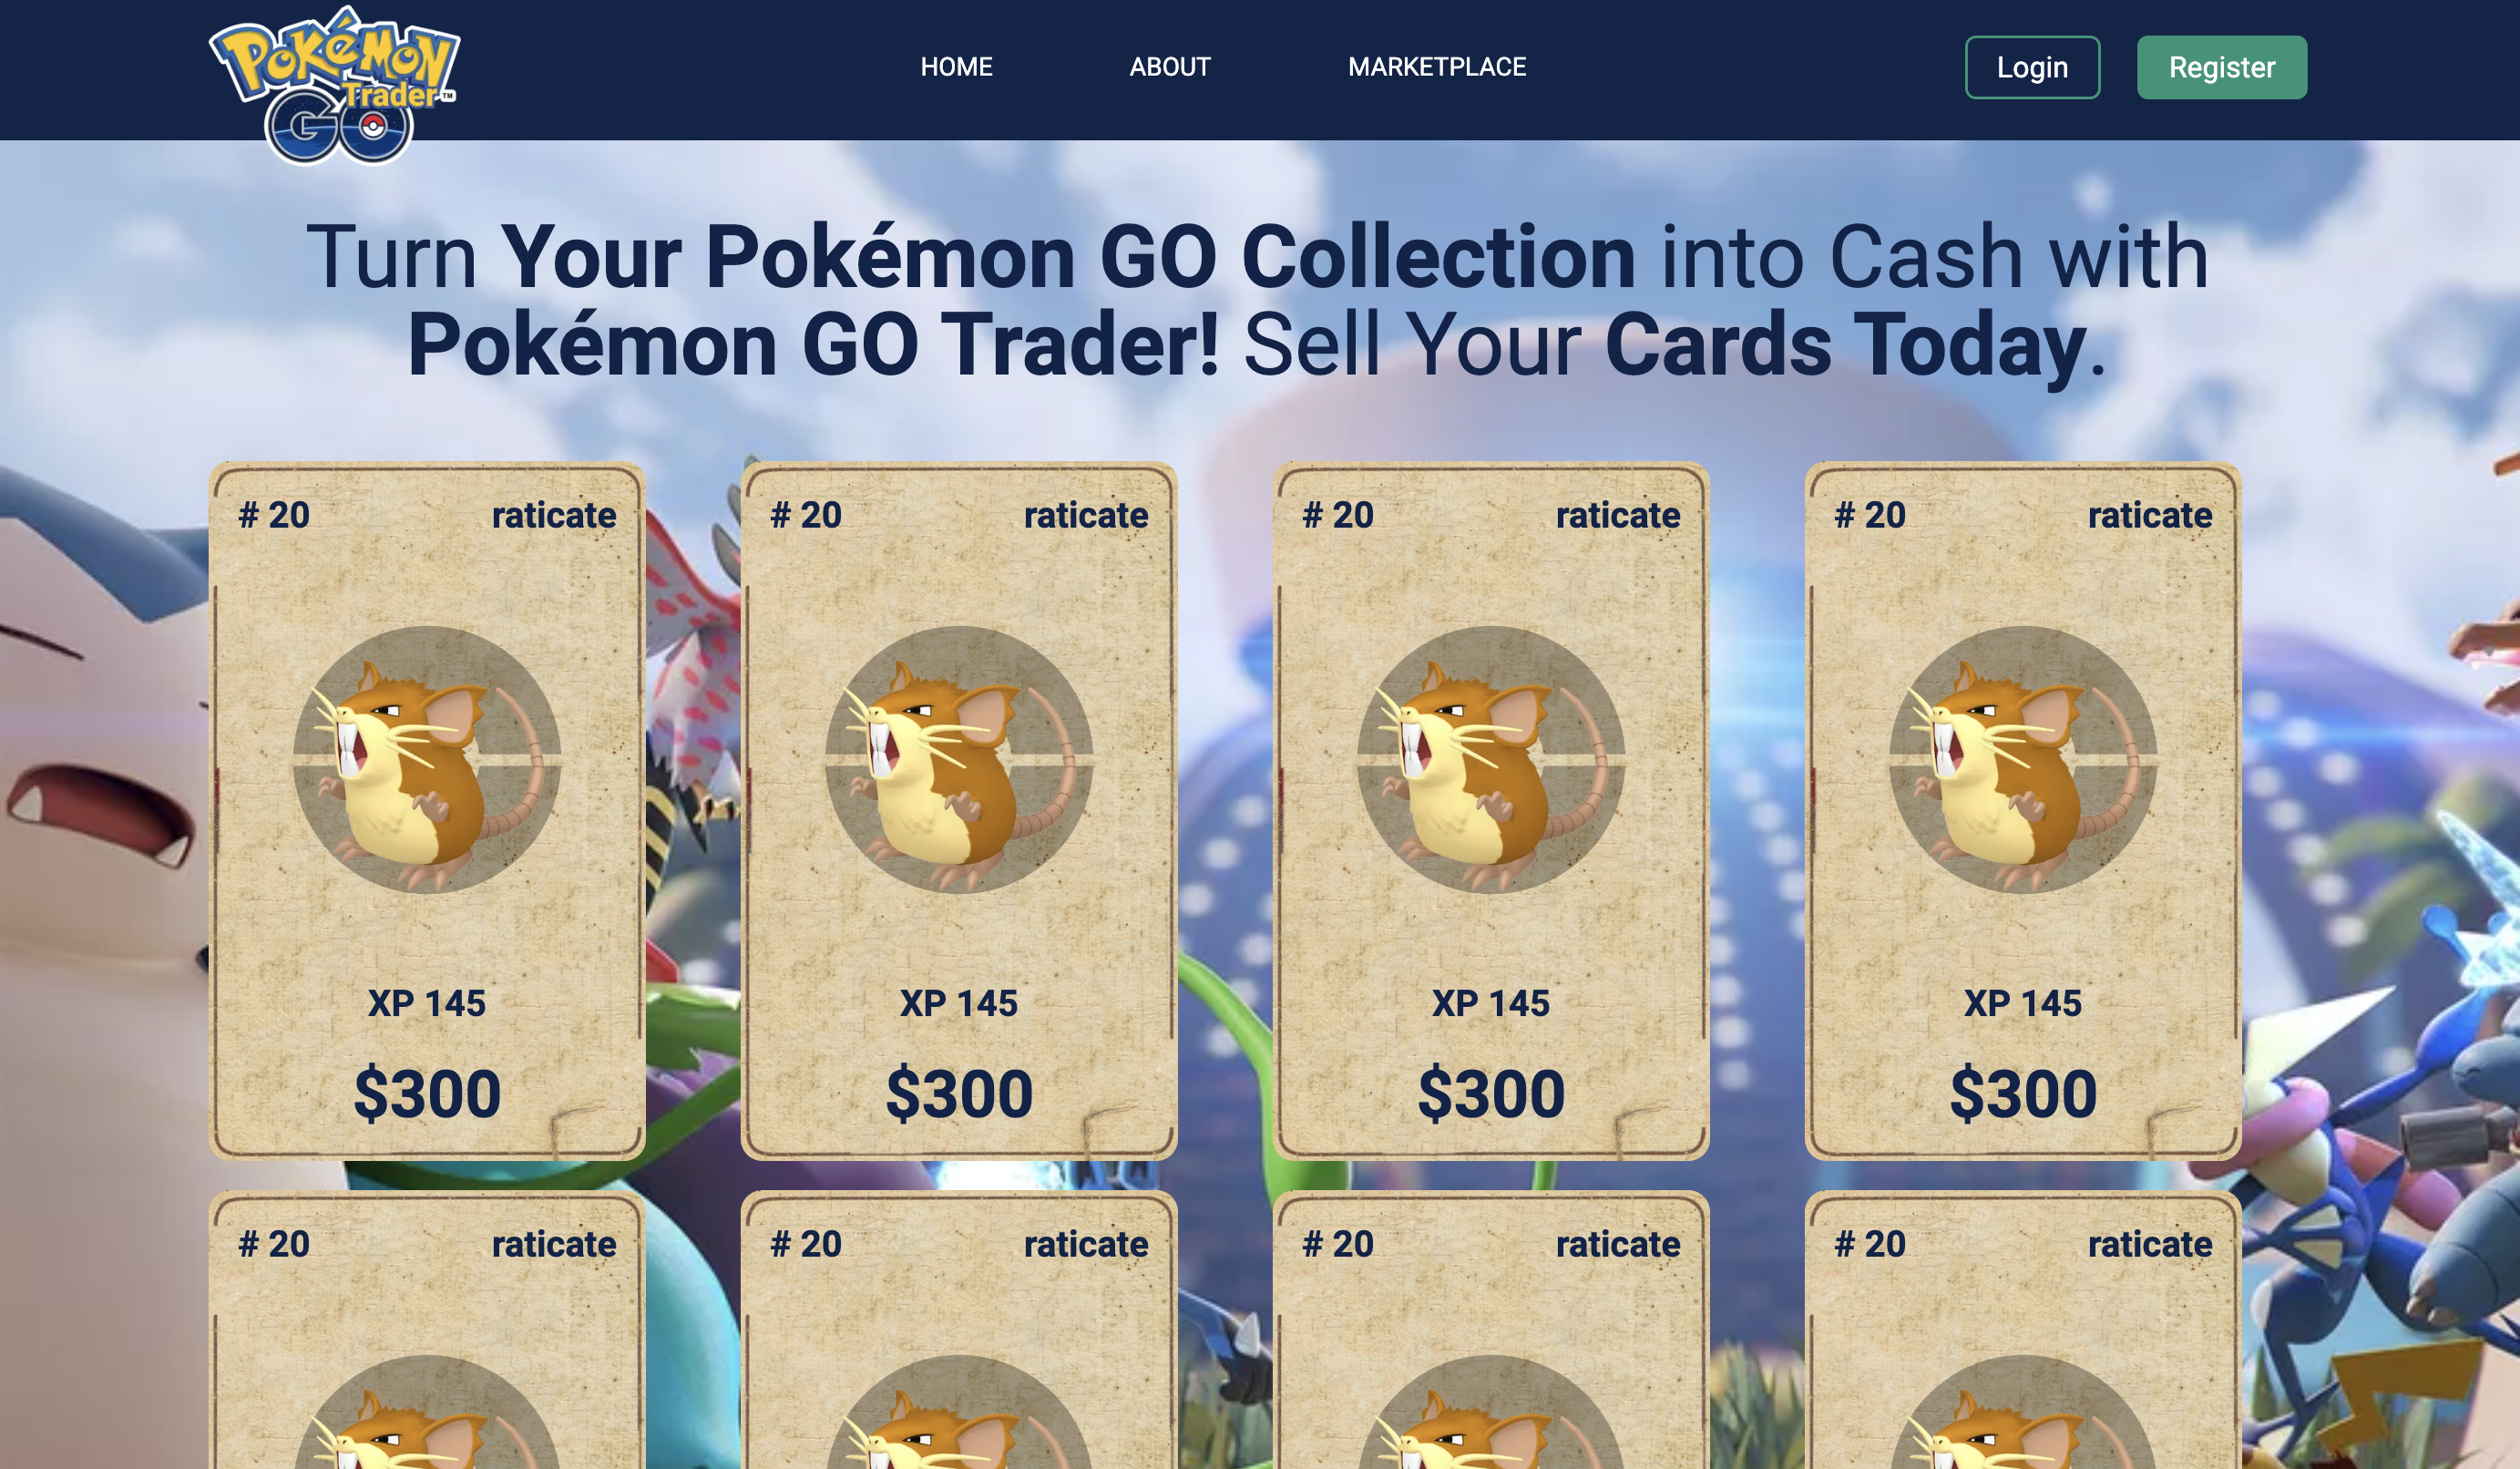 Pokémon
Trader™
GO
HOME ABOUT MARKETPLACE Login Register
Turn Your Pokémon GO Collection into Cash with
Pokémon GO Trader! Sell Your Cards Today.
# 20 raticate # 20 raticate # 20 raticate # 20 raticate
XP 145 XP 145 XP 145 XP 145
$300 $300 $300 $300
# 20 raticate # 20 raticate # 20 raticate # 20 raticate